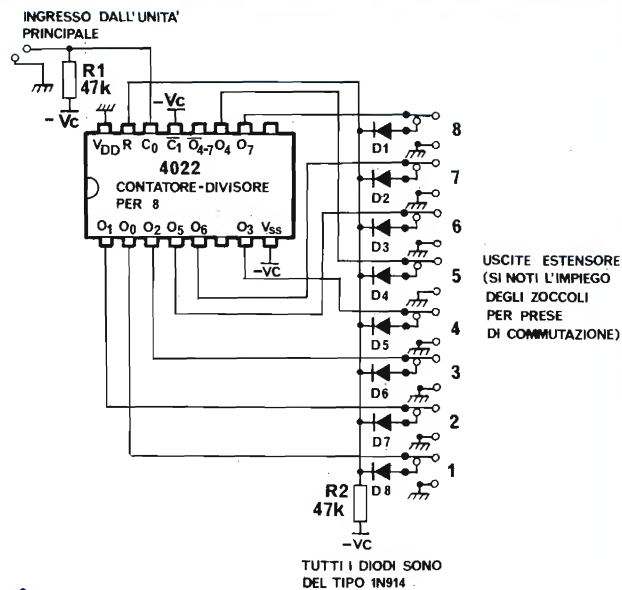 INGRESSO DALL'UNITA'
PRINCIPALE
R1
47k
-Vc
-Vc
VDD R C0 C1 O4-7 O4 O7
4022
CONTATORE-DIVISORE
PER 8
O1 O0 O2 O5 O6 O3 Vss
-Vc
D1
8
D2
7
D3
6
D4
5
D5
4
D6
3
D7
2
D8
1
USCITE ESTENSORE
(SI NOTI L'IMPIEGO
DEGLI ZOCCOLI
PER PRESE
DI COMMUTAZIONE)
R2
47k
-Vc
TUTTI I DIODI SONO
DEL TIPO 1N914